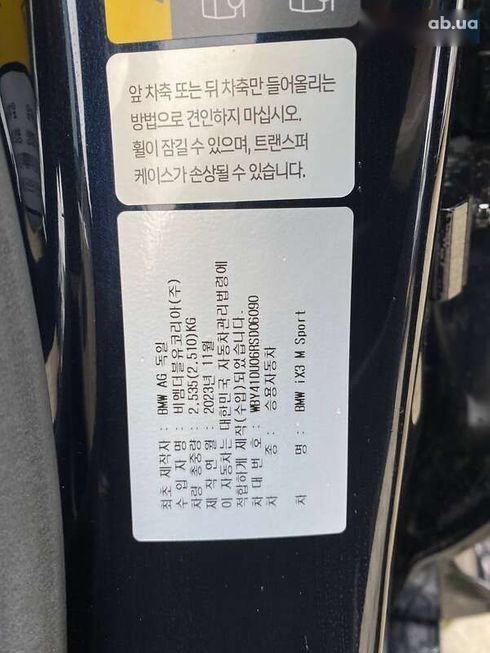 ab.ua
앞 차축 또는 뒤 차축만 들어올리는
방법으로 견인하지 마십시오.
휠이 잠길 수 있으며, 트랜스퍼
케이스가 손상될 수 있습니다.
최초 제작자 : BMW AG 독일
수 입 자 명 : 비엠더블유코리아(주)
차량 총중량 : 2.535(2.510)KG
제 작 연 월 : 2023년 11월
이 자동차는 대한민국 자동차관리법령에
적합하게 제작(수입)되었습니다.
차 대 번 호 : WBY41DU06RS006090
차 종 : 승용자동차
차 명 : BMW iX3 M Sport